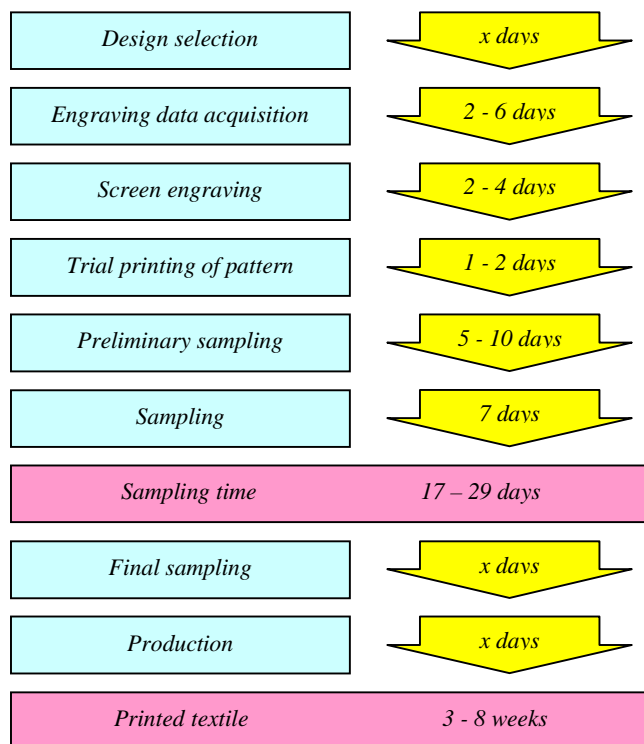 Design selection x days
Engraving data acquisition 2 - 6 days
Screen engraving 2 - 4 days
Trial printing of pattern 1 - 2 days
Preliminary sampling 5 - 10 days
Sampling 7 days
Sampling time 17 – 29 days
Final sampling x days
Production x days
Printed textile 3 - 8 weeks